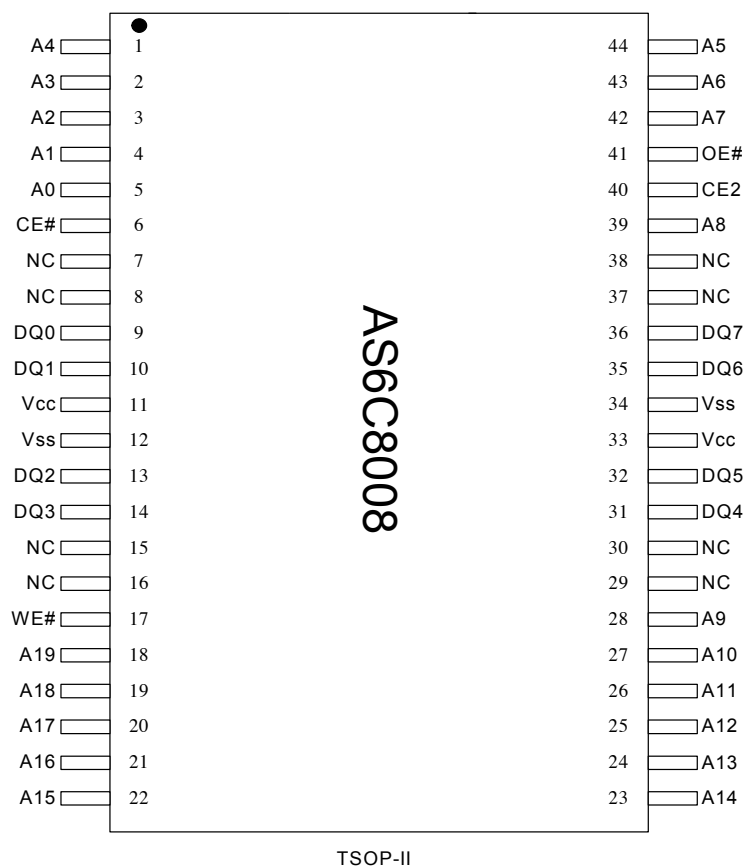 A4 1 44 A5
A3 2 43 A6
A2 3 42 A7
A1 4 41 OE#
A0 5 40 CE2
CE# 6 39 A8
NC 7 38 NC
NC 8 37 NC
DQ0 9 36 DQ7
DQ1 10 35 DQ6
Vcc 11 34 Vss
Vss 12 33 Vcc
DQ2 13 32 DQ5
DQ3 14 31 DQ4
NC 15 30 NC
NC 16 29 NC
WE# 17 28 A9
A19 18 27 A10
A18 19 26 A11
A17 20 25 A12
A16 21 24 A13
A15 22 23 A14
AS6C8008
TSOP-II